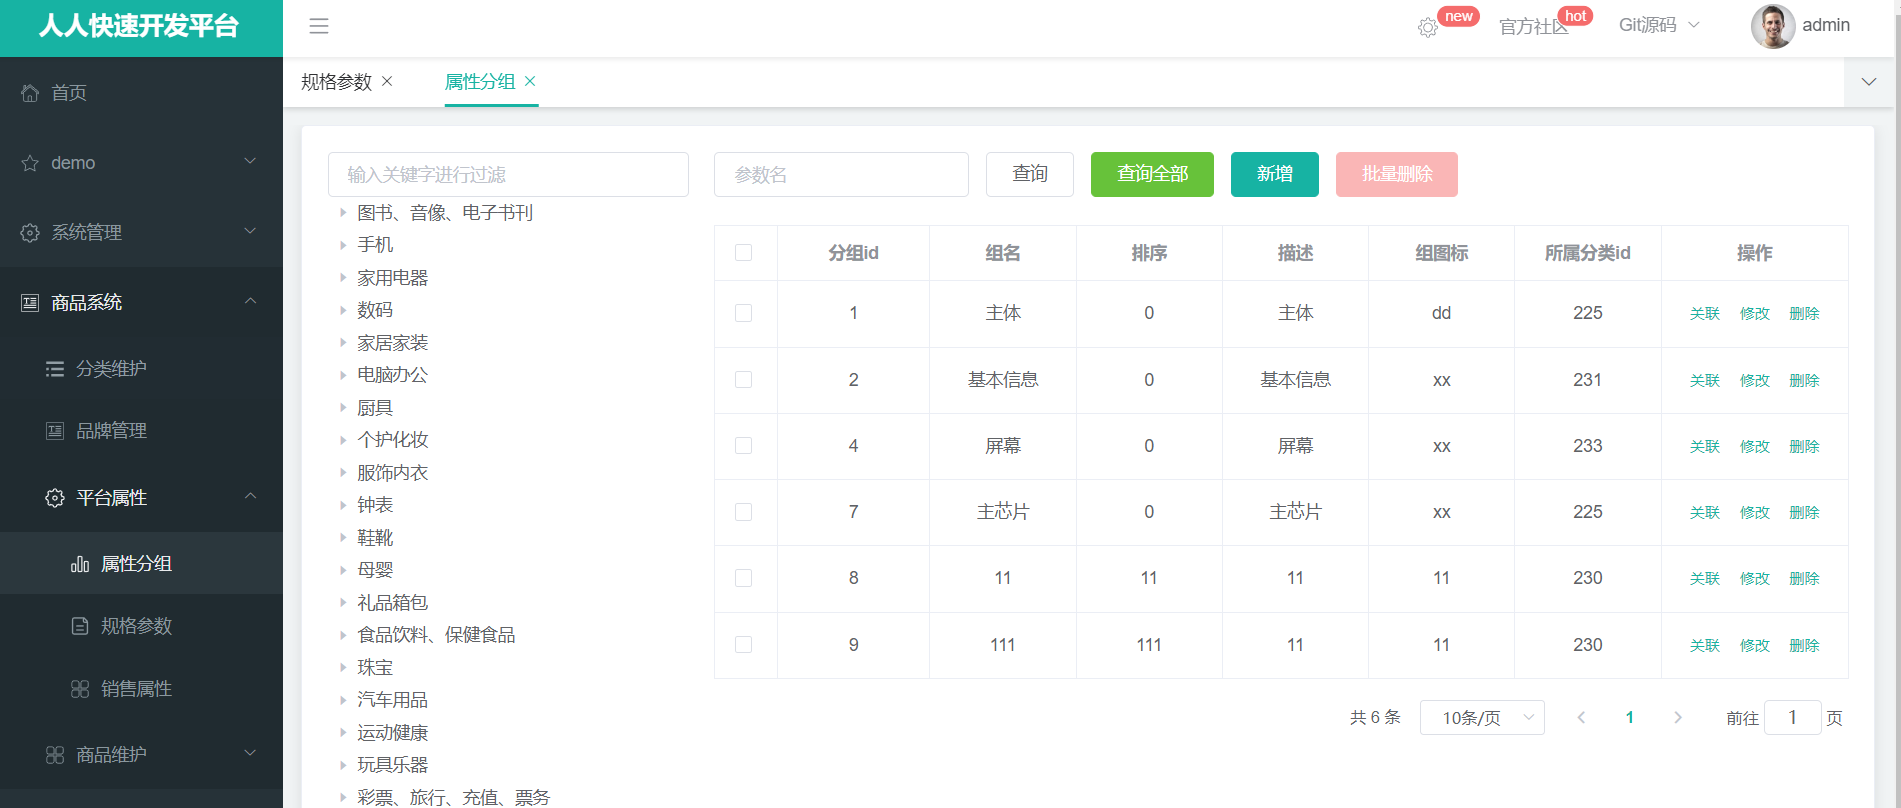 人人快速开发平台
new
官方社区
hot
Git源码
admin
首页
demo
系统管理
商品系统
分类维护
品牌管理
平台属性
属性分组
规格参数
销售属性
商品维护
规格参数
属性分组
输入关键字进行过滤
图书、音像、电子书刊
手机
家用电器
数码
家居家装
电脑办公
厨具
个护化妆
服饰内衣
钟表
鞋靴
母婴
礼品箱包
食品饮料、保健食品
珠宝
汽车用品
运动健康
玩具乐器
彩票、旅行、充值、票务
参数名 查询 查询全部 新增 批量删除
分组id 组名 排序 描述 组图标 所属分类id 操作
1 主体 0 主体 dd 225 关联 修改 删除
2 基本信息 0 基本信息 xx 231 关联 修改 删除
4 屏幕 0 屏幕 xx 233 关联 修改 删除
7 主芯片 0 主芯片 xx 225 关联 修改 删除
8 11 11 11 11 230 关联 修改 删除
9 111 111 11 11 230 关联 修改 删除
共 6 条 10条/页 1 前往 1 页